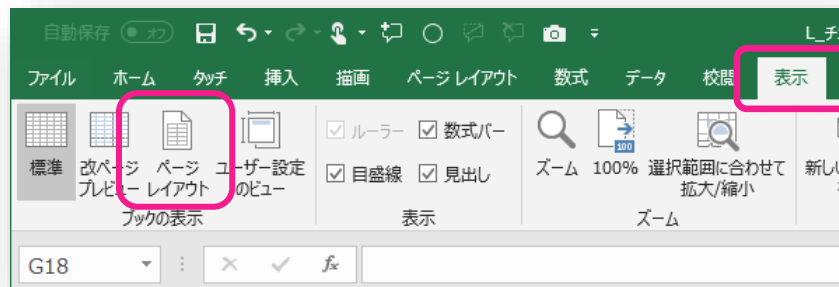 自動保存 オフ L_チ
ファイル ホーム タッチ 挿入 描画 ページ レイアウト 数式 データ 校閲 表示
標準 改ページ プレビュー ページ レイアウト ユーザー設定 のビュー
ルーラー 数式バー
目盛線 見出し
ズーム 100 100% 選択範囲に合わせて 拡大/縮小
新しい
ブックの表示 表示 ズーム
G18 fx